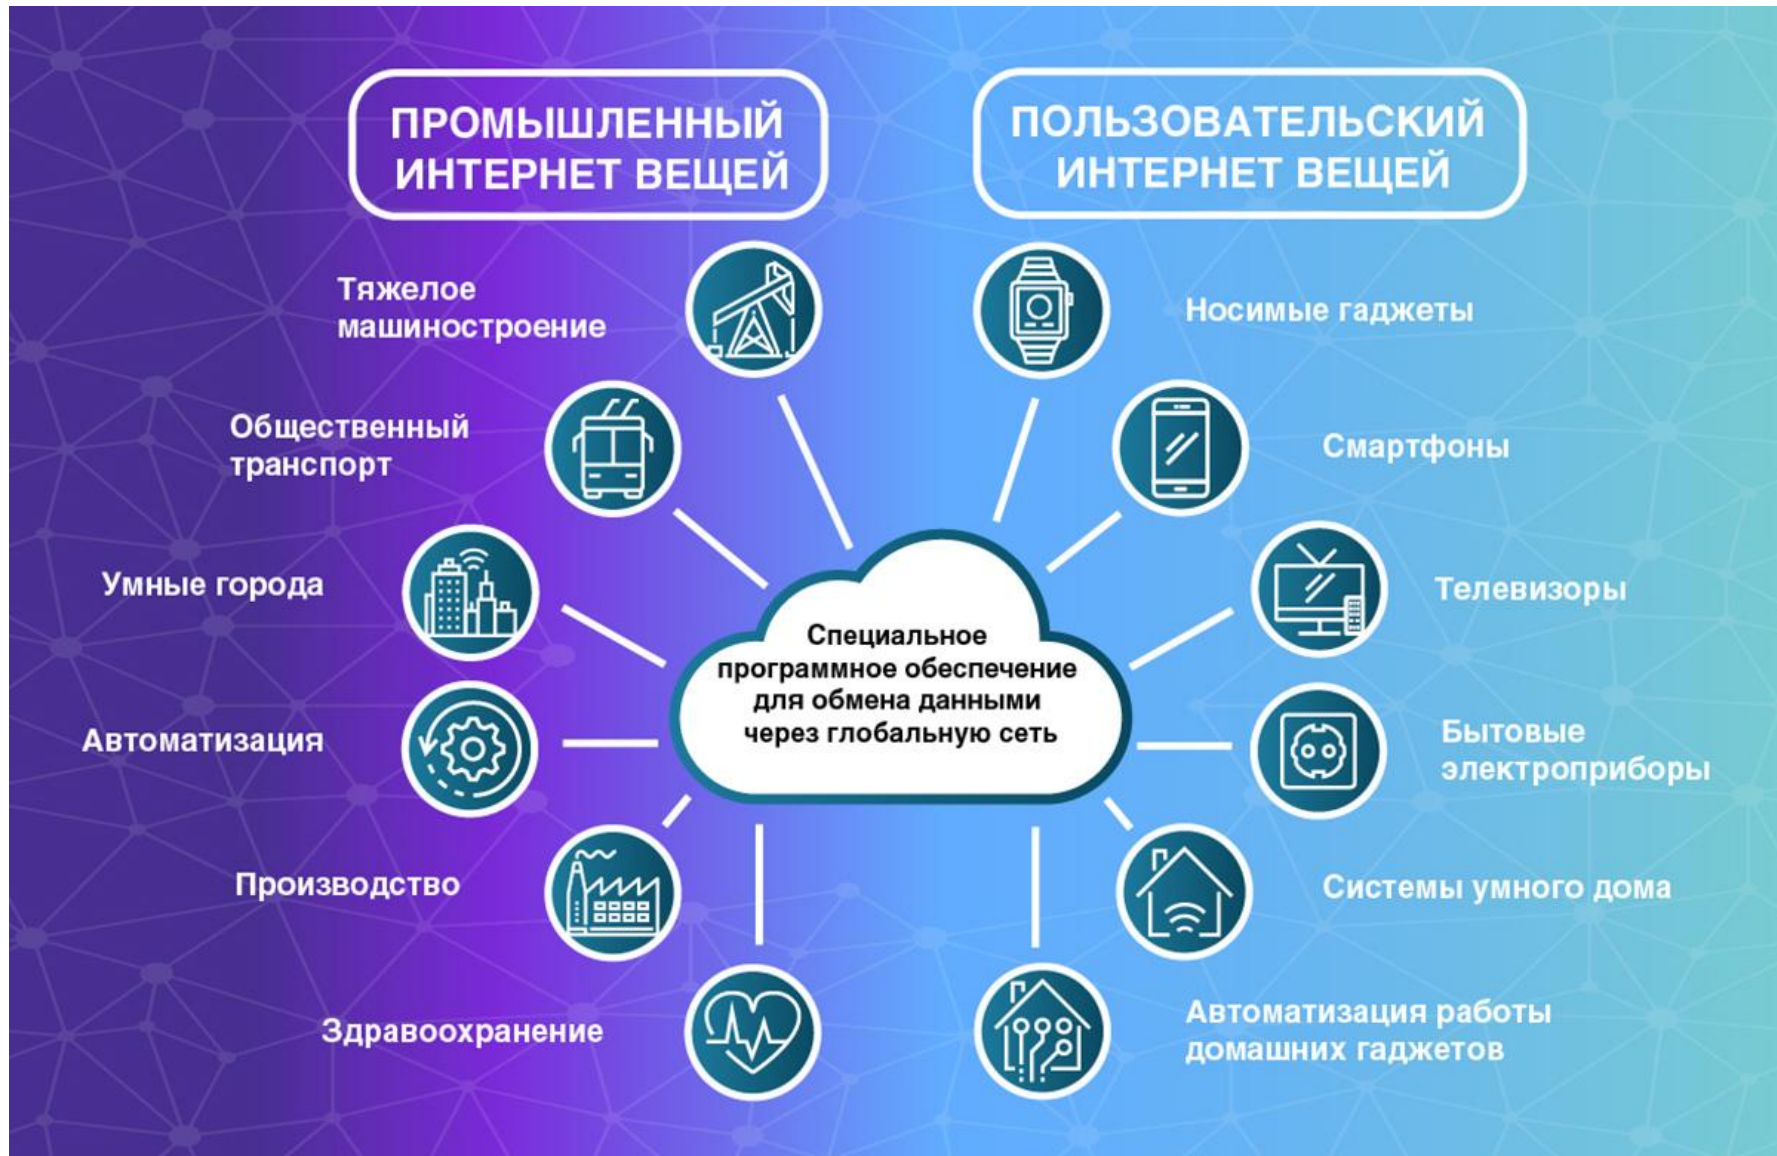 ПРОМЫШЛЕННЫЙ
ИНТЕРНЕТ ВЕЩЕЙ
ПОЛЬЗОВАТЕЛЬСКИЙ
ИНТЕРНЕТ ВЕЩЕЙ
Тяжелое
машиностроение
Общественный
транспорт
Умные города
Автоматизация
Производство
Здравоохранение
Специальное
программное обеспечение
для обмена данными
через глобальную сеть
Носимые гаджеты
Смартфоны
Телевизоры
Бытовые
электроприборы
Системы умного дома
Автоматизация работы
домашних гаджетов